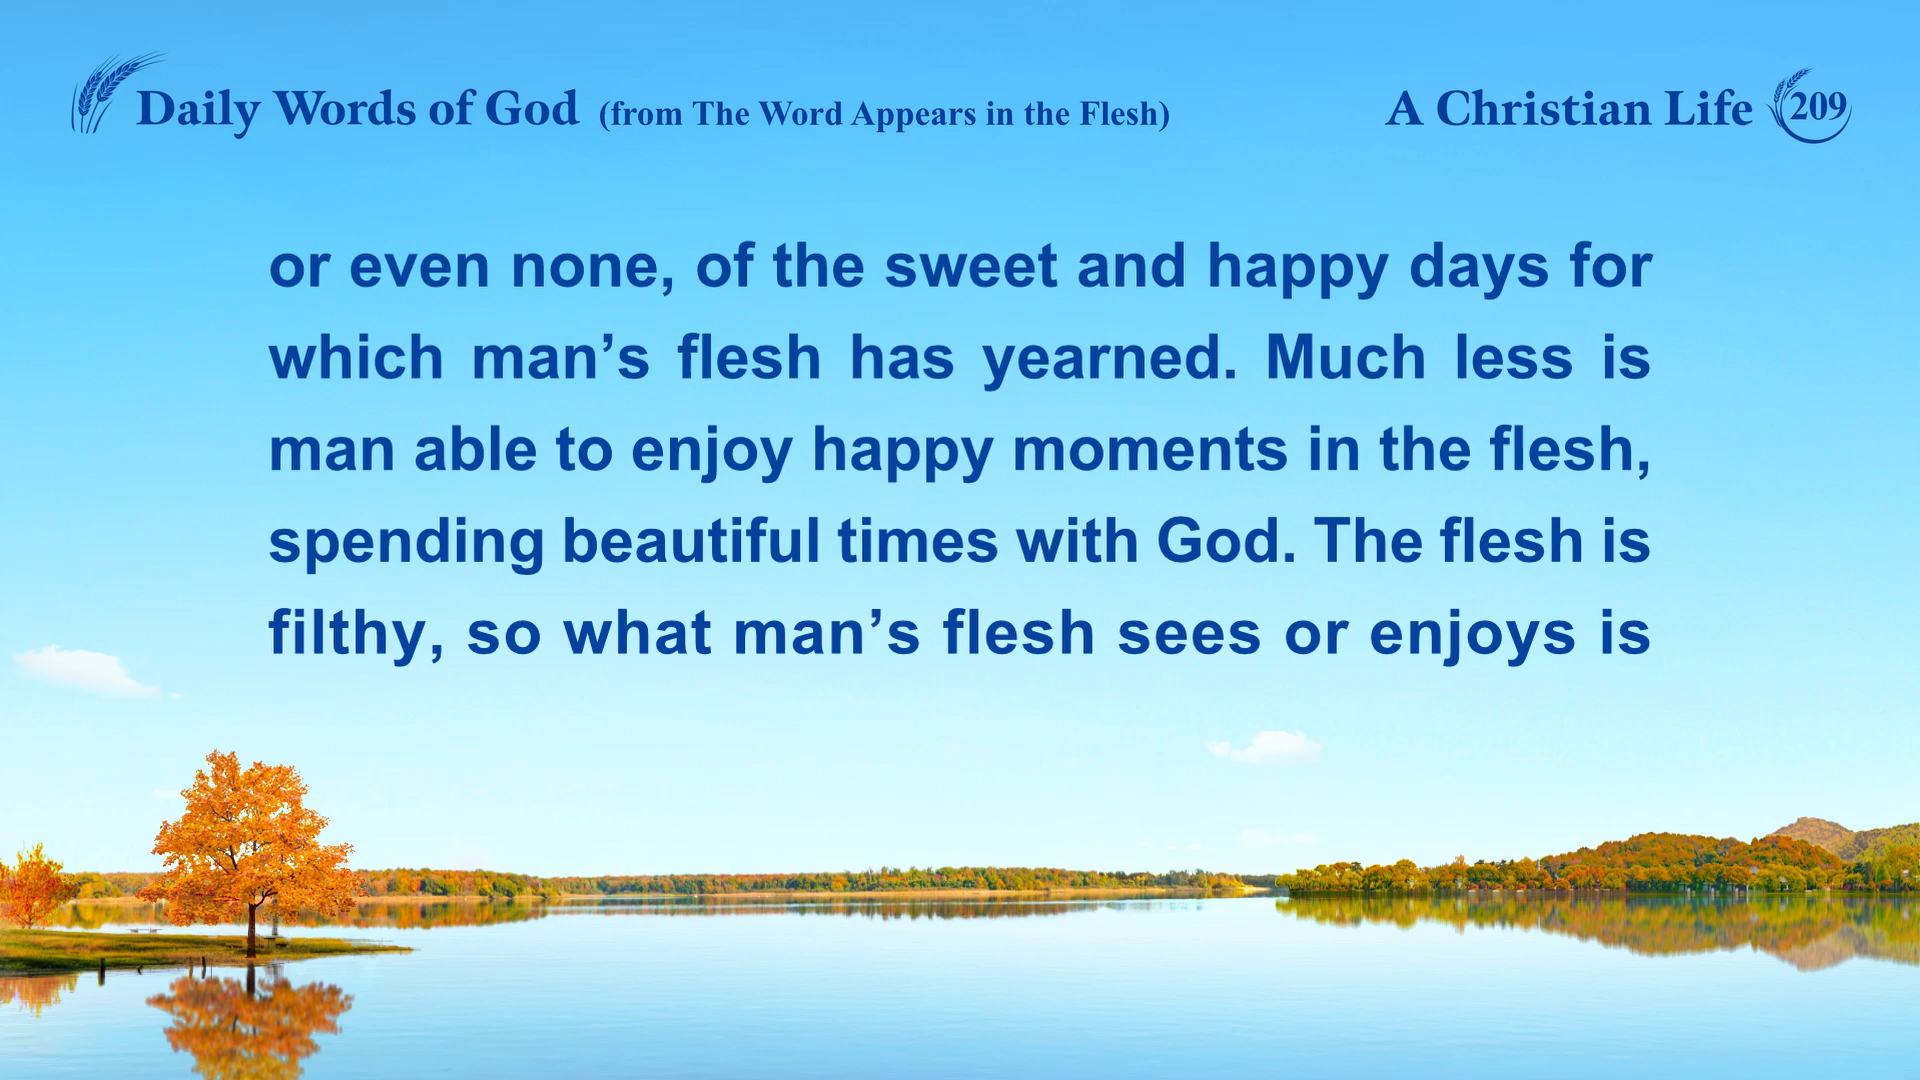 Daily Words of God (from The Word Appears in the Flesh)
A Christian Life 209
or even none, of the sweet and happy days for
which man’s flesh has yearned. Much less is
man able to enjoy happy moments in the flesh,
spending beautiful times with God. The flesh is
filthy, so what man’s flesh sees or enjoys is